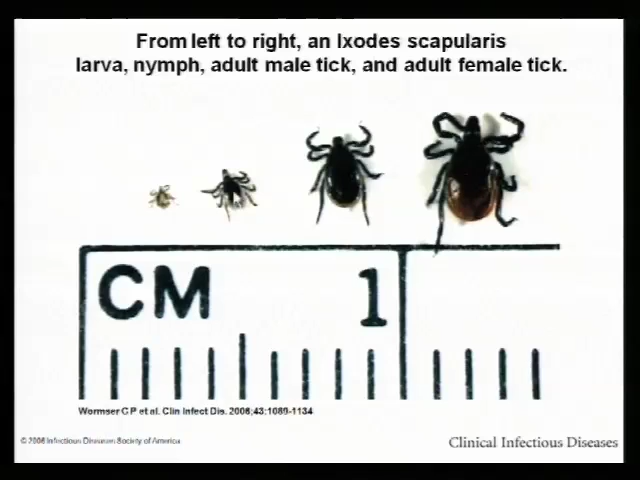 From left to right, an Ixodes scapularis
larva, nymph, adult male tick, and adult female tick.
CM 1
Wormser G P et al. Clin Infect Dis. 2006;43:1089-1134
© 2006 Infectious Diseases Society of America
Clinical Infectious Diseases